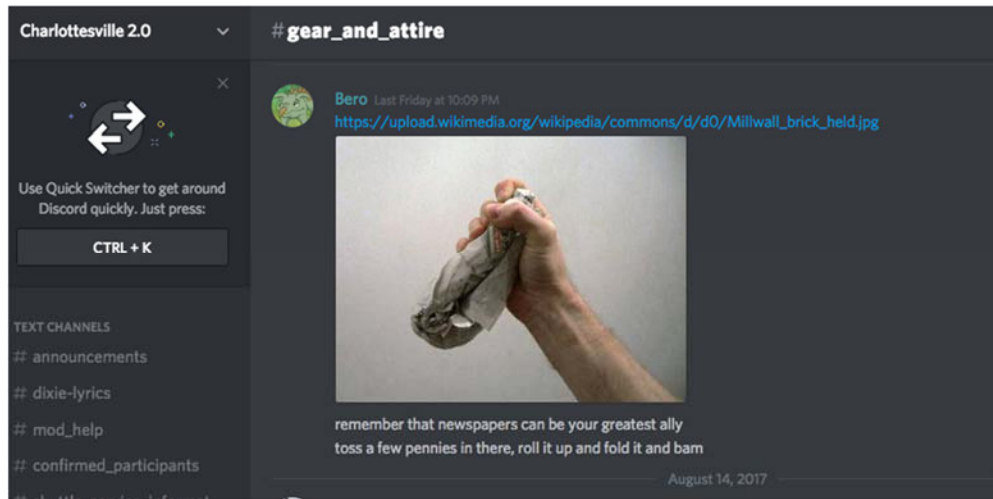 Charlottesville 2.0
Use Quick Switcher to get around
Discord quickly. Just press:
CTRL + K
TEXT CHANNELS
# announcements
# dixie-lyrics
# mod_help
# confirmed_participants
#gear_and_attire
Bero Last Friday at 10:09 PM
https://upload.wikimedia.org/wikipedia/commons/d/d0/Millwall_brick_held.jpg
remember that newspapers can be your greatest ally
toss a few pennies in there, roll it up and fold it and bam
August 14, 2017